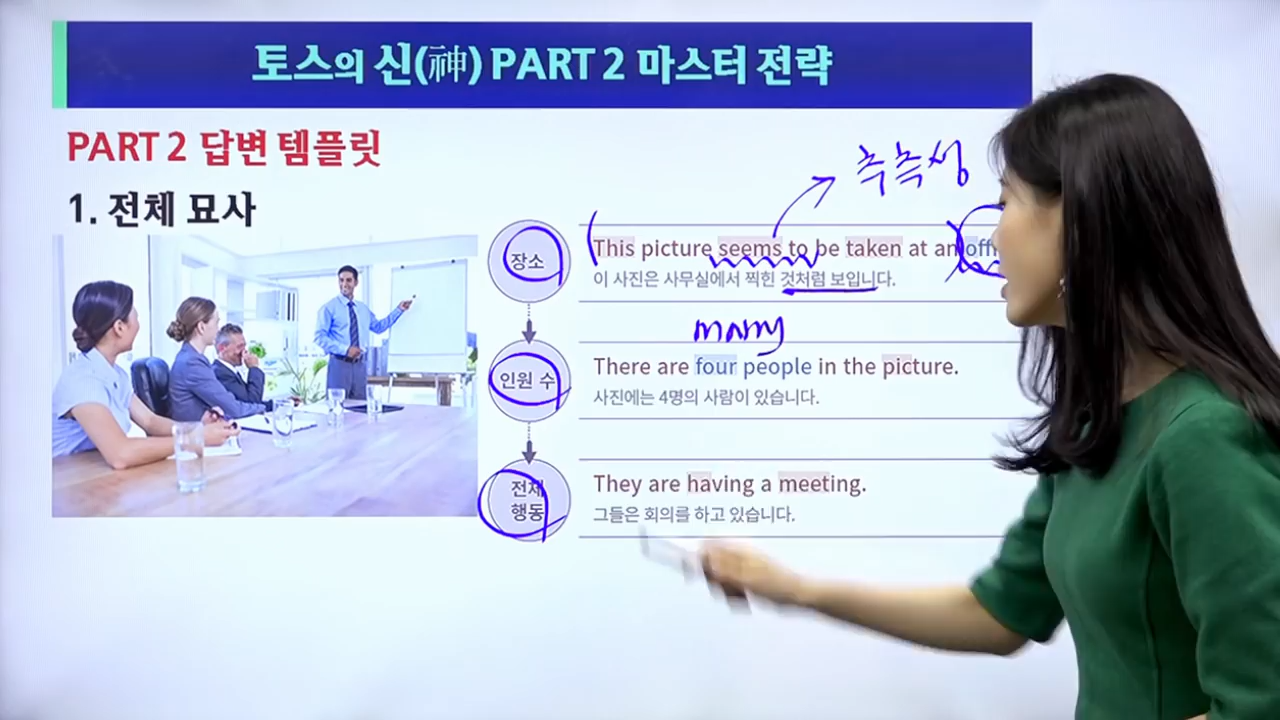 토스의 신(神) PART 2 마스터 전략
PART 2 답변 템플릿
1. 전체 묘사
추측성
장소
This picture seems to be taken at an offi
이 사진은 사무실에서 찍힌 것처럼 보입니다.
many
인원 수
There are four people in the picture.
사진에는 4명의 사람이 있습니다.
전체
행동
They are having a meeting.
그들은 회의를 하고 있습니다.